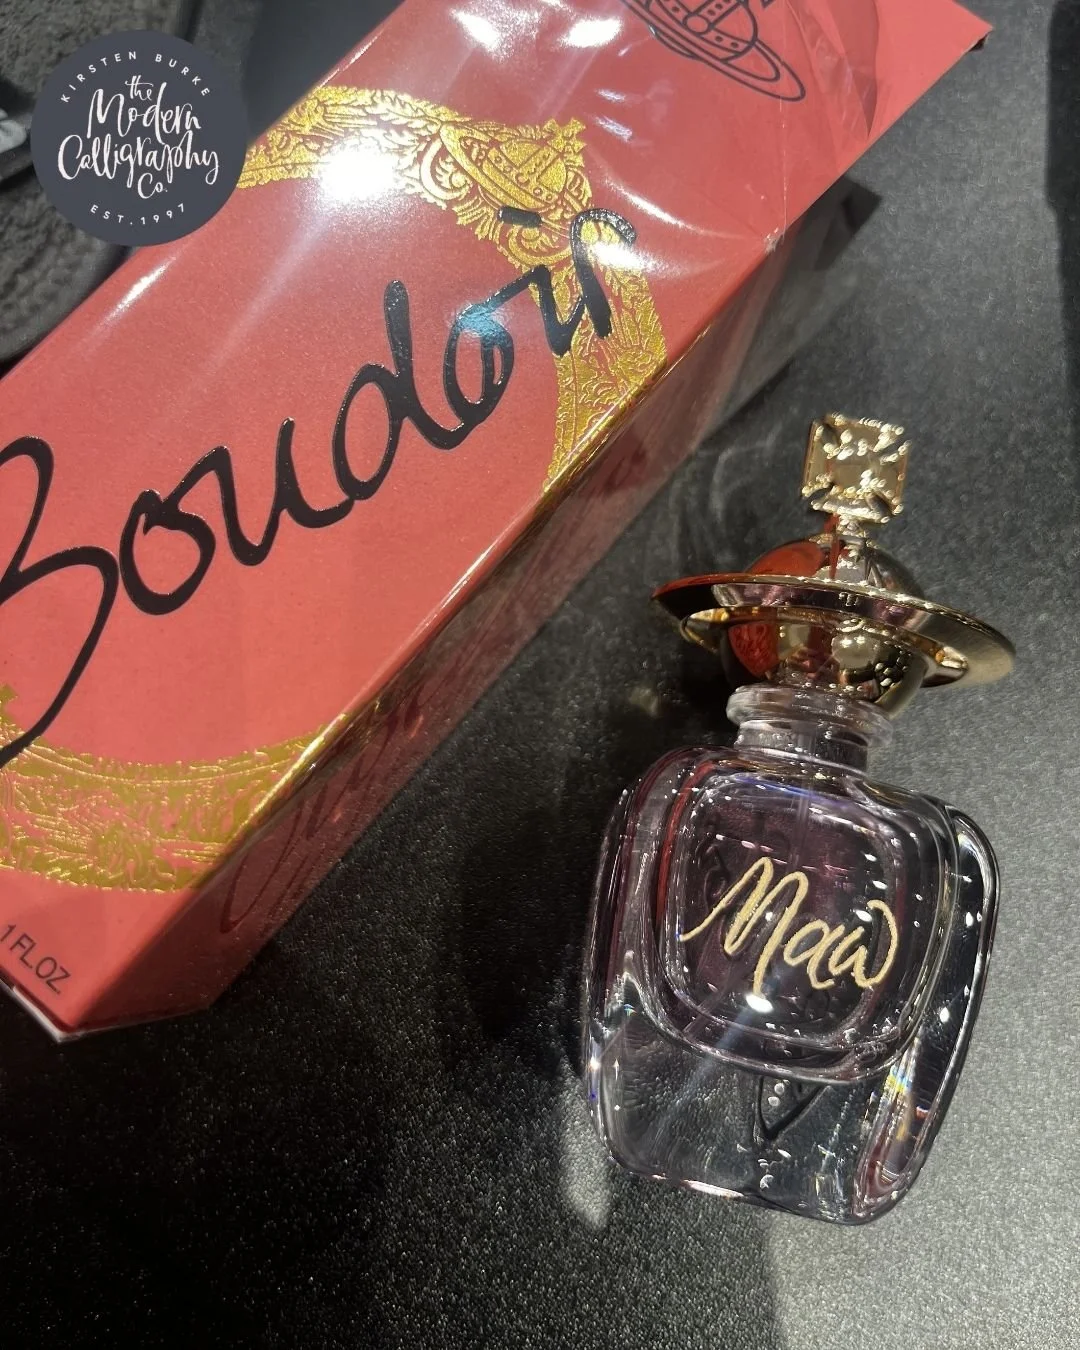 KIRSTEN BURKE
the
Modern
Calligraphy
Co.
EST. 1997
Boudoir
1 FL.OZ.
Maw